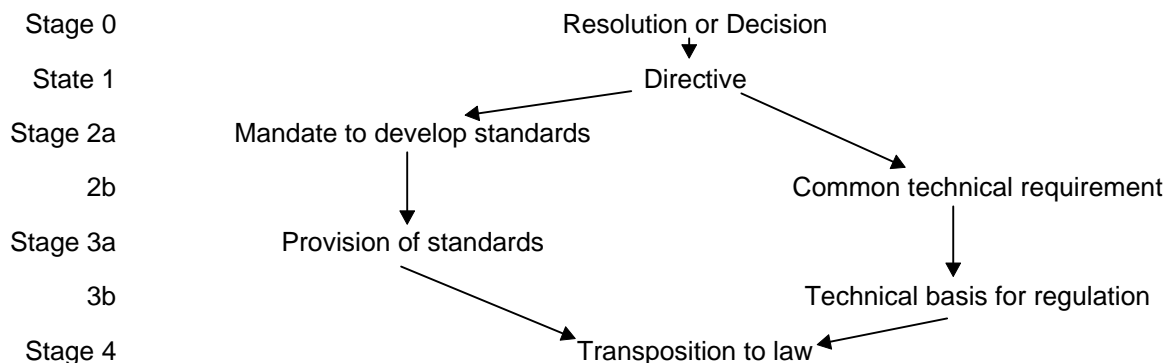 Stage 0 Resolution or Decision
State 1 Directive
Stage 2a Mandate to develop standards
2b Common technical requirement
Stage 3a Provision of standards
3b Technical basis for regulation
Stage 4 Transposition to law